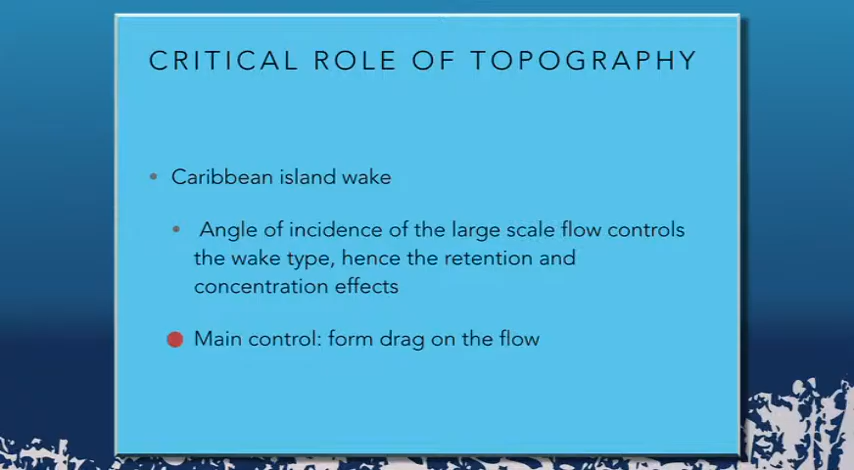 CRITICAL ROLE OF TOPOGRAPHY
Caribbean island wake
Angle of incidence of the large scale flow controls
the wake type, hence the retention and
concentration effects
Main control: form drag on the flow